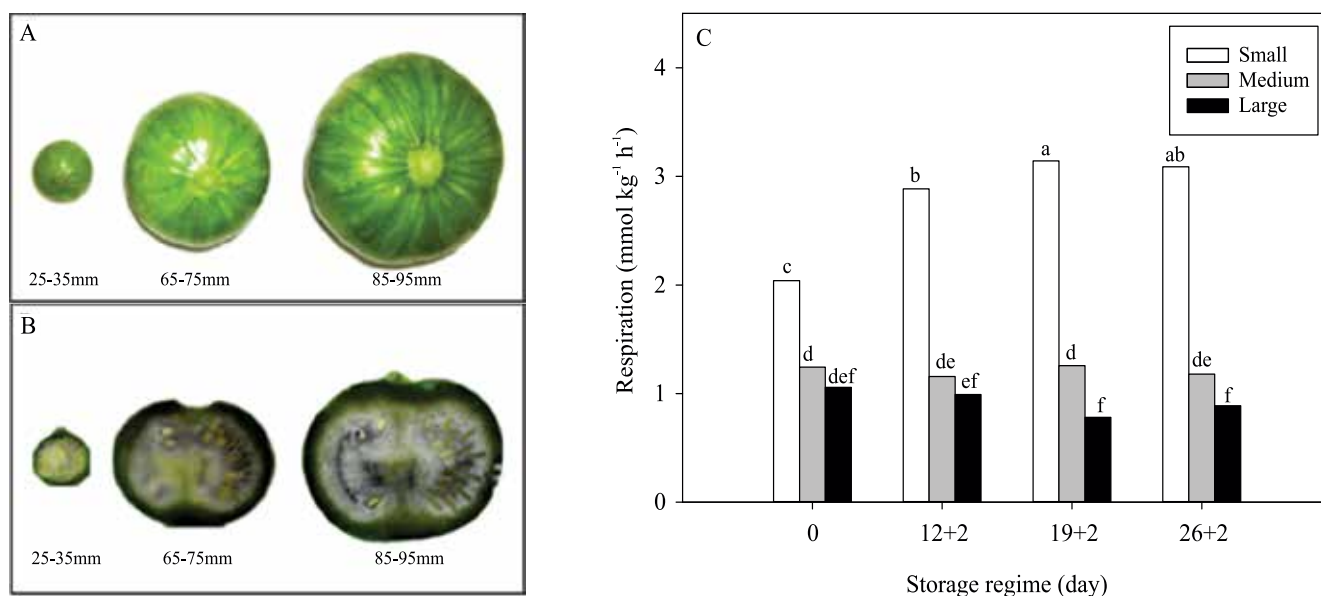 A
25-35mm 65-75mm 85-95mm
B
25-35mm 65-75mm 85-95mm
C
Small
Medium
Large
Respiration (mmol kg⁻¹ h⁻¹)
4
3
2
1
0
c
d
def
b
de
ef
a
d
f
ab
de
f
0 12+2 19+2 26+2
Storage regime (day)